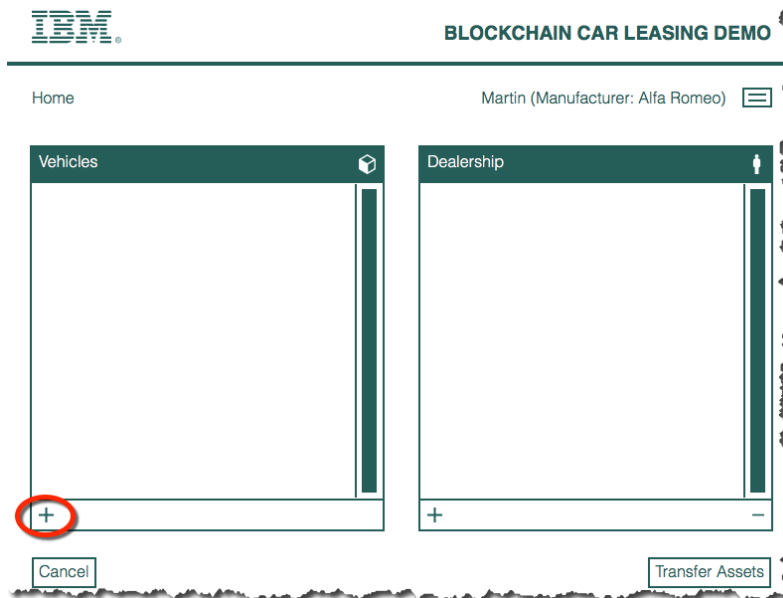 IBM®
BLOCKCHAIN CAR LEASING DEMO
Home
Martin (Manufacturer: Alfa Romeo)
Vehicles
Dealership
+
+ −
Cancel
Transfer Assets